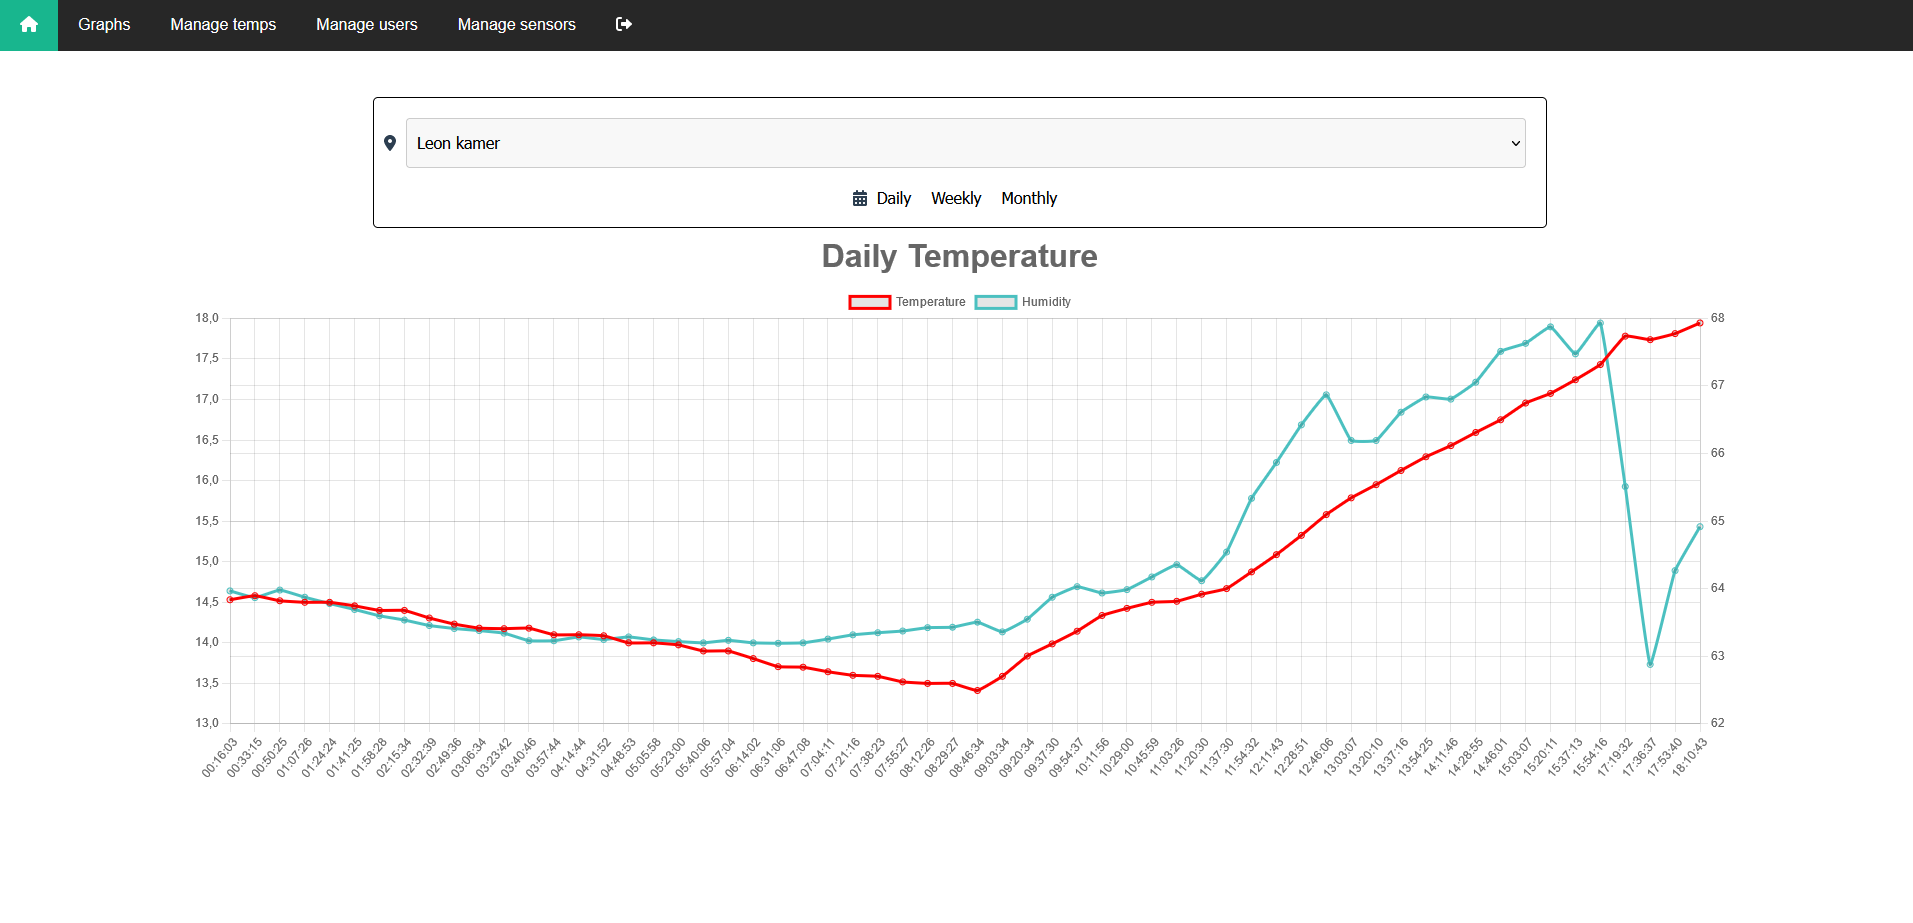 Graphs Manage temps Manage users Manage sensors
Leon kamer
Daily Weekly Monthly
Daily Temperature
Temperature Humidity
18,0 68
17,5
17,0 67
16,5
16,0 66
15,5 65
15,0
14,5 64
14,0
13,5 63
13,0 62
00:16:03 00:33:15 00:50:25 01:07:26 01:24:24 01:41:25 01:58:28 02:15:34 02:32:39 02:49:36 03:06:34 03:23:42 03:40:46 03:57:44 04:14:44 04:31:52 04:48:53 05:05:58 05:23:00 05:40:06 05:57:04 06:14:02 06:31:06 06:47:08 07:04:11 07:21:16 07:38:23 07:55:27 08:12:26 08:29:27 08:46:34 09:03:34 09:20:34 09:37:30 09:54:37 10:11:56 10:29:00 10:45:59 11:03:26 11:20:30 11:37:30 11:54:32 12:11:43 12:28:51 12:46:06 13:03:07 13:20:10 13:37:16 13:54:25 14:11:46 14:28:55 14:46:01 15:03:07 15:20:11 15:37:13 15:54:16 17:19:32 17:36:37 17:53:40 18:10:43